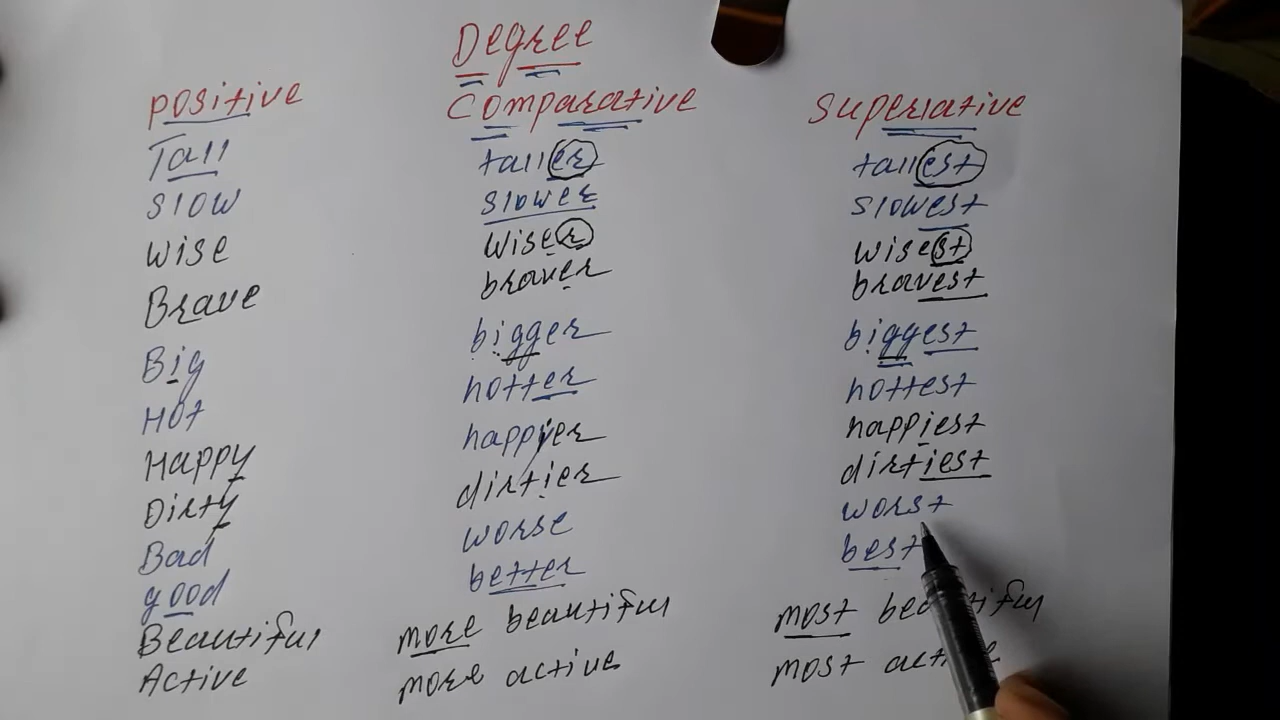 Degree
Positive Comparative Superlative
Tall taller tallest
Slow slower slowest
Wise wiser wisest
Brave braver bravest
Big bigger biggest
Hot hotter hottest
Happy happier happiest
Dirty dirtier dirtiest
Bad worse worst
good better best
Beautiful more beautiful most beautiful
Active more active most active